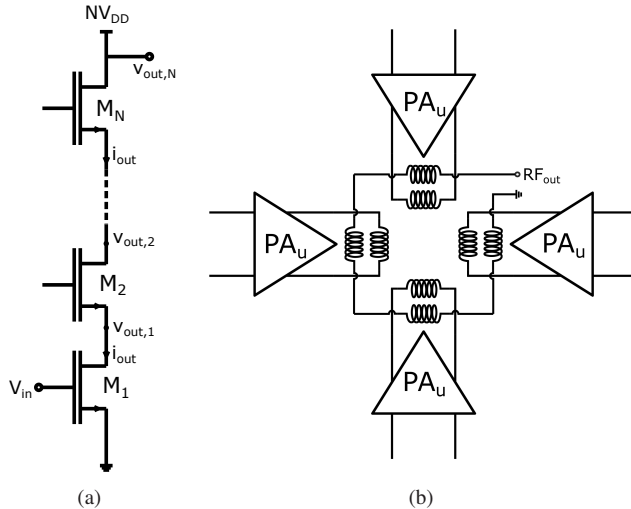 NV_DD
v_out,N
M_N
i_out
v_out,2
M_2
v_out,1
i_out
V_in
M_1
(a)
PA_u
RF_out
PA_u
PA_u
PA_u
(b)